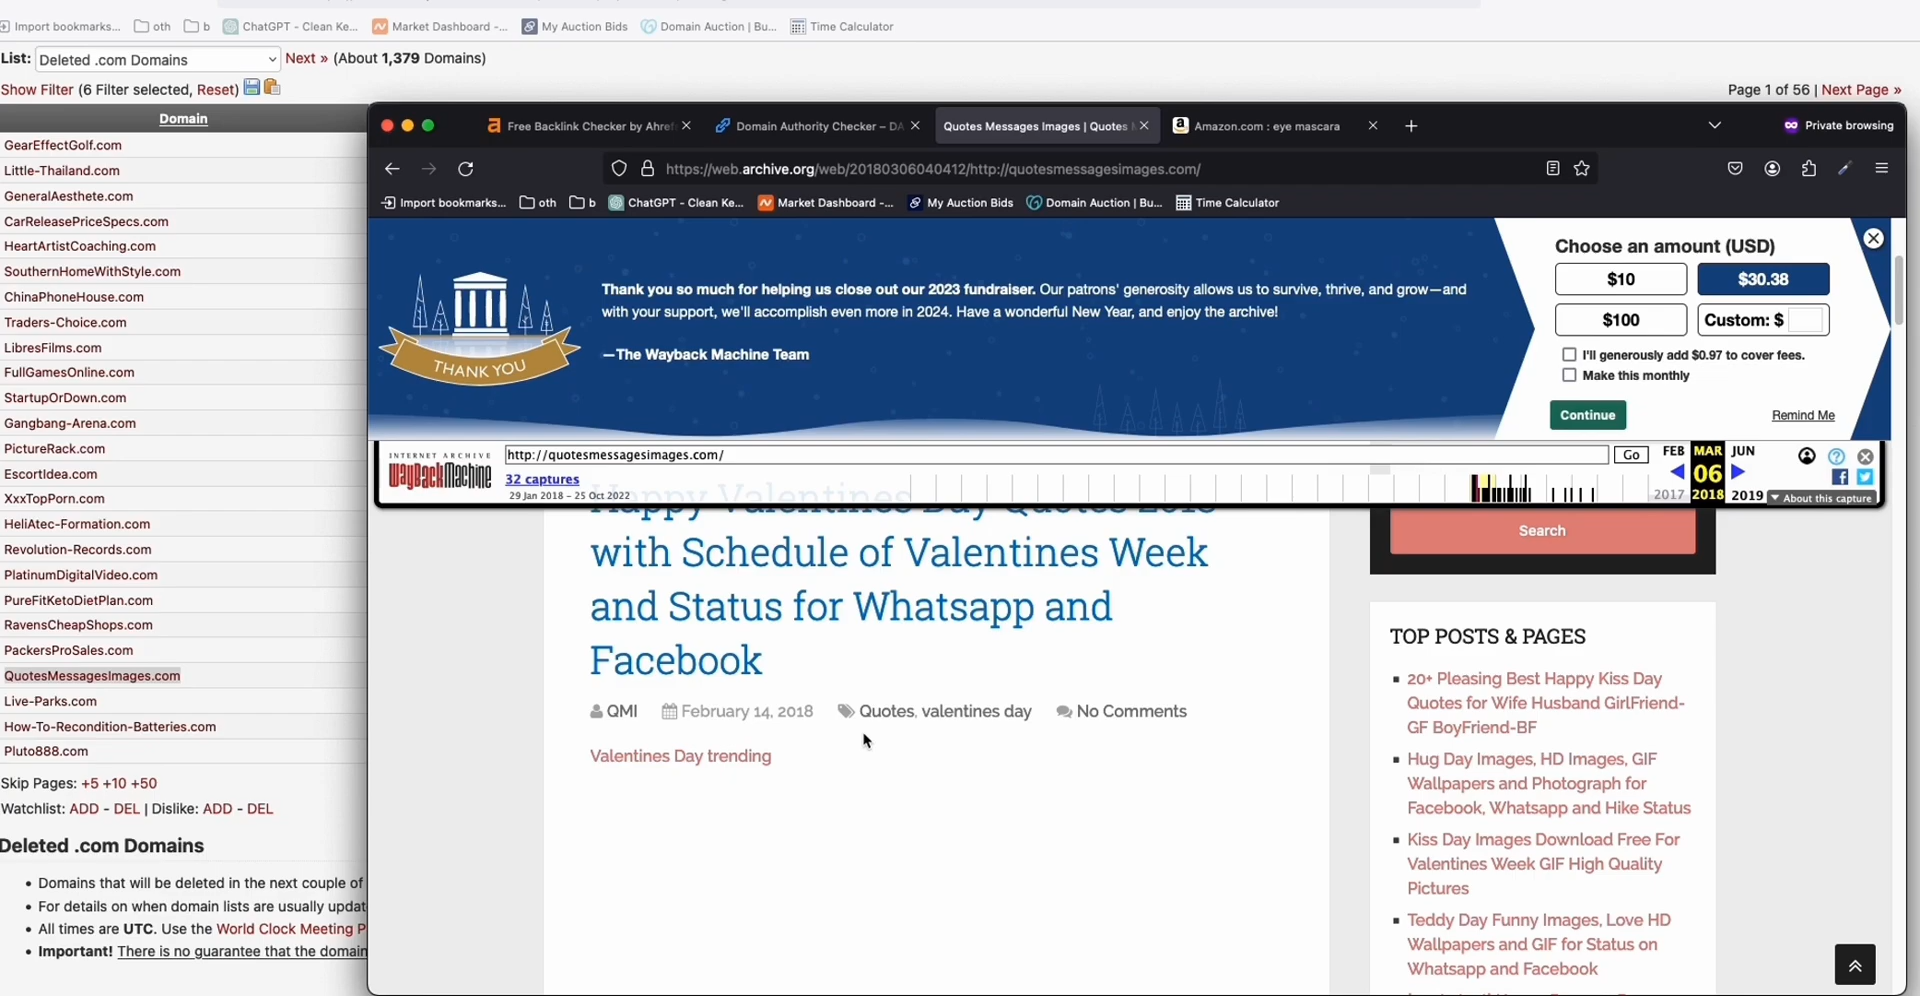 Import bookmarks... oth b ChatGPT - Clean Ke... Market Dashboard -... My Auction Bids Domain Auction | Bu... Time Calculator
List: Deleted .com Domains Next » (About 1,379 Domains)
Show Filter (6 Filter selected, Reset)
Page 1 of 56 | Next Page »
Domain
GearEffectGolf.com
Little-Thailand.com
GeneralAesthete.com
CarReleasePriceSpecs.com
HeartArtistCoaching.com
SouthernHomeWithStyle.com
ChinaPhoneHouse.com
Traders-Choice.com
LibresFilms.com
FullGamesOnline.com
StartupOrDown.com
Gangbang-Arena.com
PictureRack.com
EscortIdea.com
XxxTopPorn.com
HeliAtec-Formation.com
Revolution-Records.com
PlatinumDigitalVideo.com
PureFitKetoDietPlan.com
RavensCheapShops.com
PackersProSales.com
QuotesMessagesImages.com
Live-Parks.com
How-To-Recondition-Batteries.com
Pluto888.com
Skip Pages: +5 +10 +50
Watchlist: ADD - DEL | Dislike: ADD - DEL
Deleted .com Domains
• Domains that will be deleted in the next couple of
• For details on when domain lists are usually
• All times are UTC. Use the World Clock Meeting
• Important! There is no guarantee that the domain
Free Backlink Checker by Ahref Domain Authority Checker – DA Quotes Messages Images | Quotes Amazon.com : eye mascara Private browsing
https://web.archive.org/web/20180306040412/http://quotesmessagesimages.com/
Import bookmarks... oth b ChatGPT - Clean Ke... Market Dashboard -... My Auction Bids Domain Auction | Bu... Time Calculator
THANK YOU
Thank you so much for helping us close out our 2023 fundraiser. Our patrons' generosity allows us to survive, thrive, and grow—and
with your support, we'll accomplish even more in 2024. Have a wonderful New Year, and enjoy the archive!
—The Wayback Machine Team
Choose an amount (USD)
$10 $30.38
$100 Custom: $
I'll generously add $0.97 to cover fees.
Make this monthly
Continue Remind Me
INTERNET ARCHIVE
WayBackMachine
http://quotesmessagesimages.com/ Go
32 captures
29 Jan 2018 – 25 Oct 2022
FEB MAR JUN
06
2017 2018 2019
About this capture
Happy Valentines Day Quotes 2018
with Schedule of Valentines Week
and Status for Whatsapp and
Facebook
QMI February 14, 2018 Quotes, valentines day No Comments
Valentines Day trending
Search
TOP POSTS & PAGES
20+ Pleasing Best Happy Kiss Day
Quotes for Wife Husband GirlFriend-
GF BoyFriend-BF
Hug Day Images, HD Images, GIF
Wallpapers and Photograph for
Facebook, Whatsapp and Hike Status
Kiss Day Images Download Free For
Valentines Week GIF High Quality
Pictures
Teddy Day Funny Images, Love HD
Wallpapers and GIF for Status on
Whatsapp and Facebook